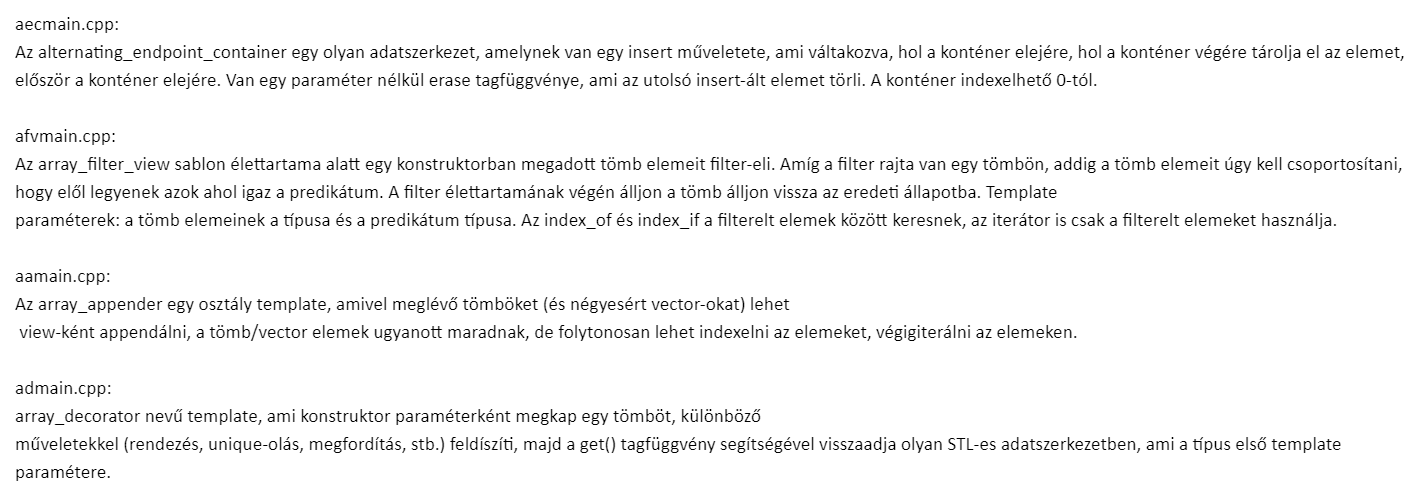 aecmain.cpp:
Az alternating_endpoint_container egy olyan adatszerkezet, amelynek van egy insert műveletete, ami váltakozva, hol a konténer elejére, hol a konténer végére tárolja el az elemet,
először a konténer elejére. Van egy paraméter nélkül erase tagfüggvénye, ami az utolsó insert-ált elemet törli. A konténer indexelhető 0-tól.
afvmain.cpp:
Az array_filter_view sablon élettartama alatt egy konstruktorban megadott tömb elemeit filter-eli. Amíg a filter rajta van egy tömbön, addig a tömb elemeit úgy kell csoportosítani,
hogy elől legyenek azok ahol igaz a predikátum. A filter élettartamának végén álljon a tömb álljon vissza az eredeti állapotba. Template
paraméterek: a tömb elemeinek a típusa és a predikátum típusa. Az index_of és index_if a filterelt elemek között keresnek, az iterátor is csak a filterelt elemeket használja.
aamain.cpp:
Az array_appender egy osztály template, amivel meglévő tömböket (és négyesért vector-okat) lehet
view-ként appendálni, a tömb/vector elemek ugyanott maradnak, de folytonosan lehet indexelni az elemeket, végigiterálni az elemeken.
admain.cpp:
array_decorator nevű template, ami konstruktor paraméterként megkap egy tömböt, különböző
műveletekkel (rendezés, unique-olás, megfordítás, stb.) feldíszíti, majd a get() tagfüggvény segítségével visszaadja olyan STL-es adatszerkezetben, ami a típus első template
paramétere.